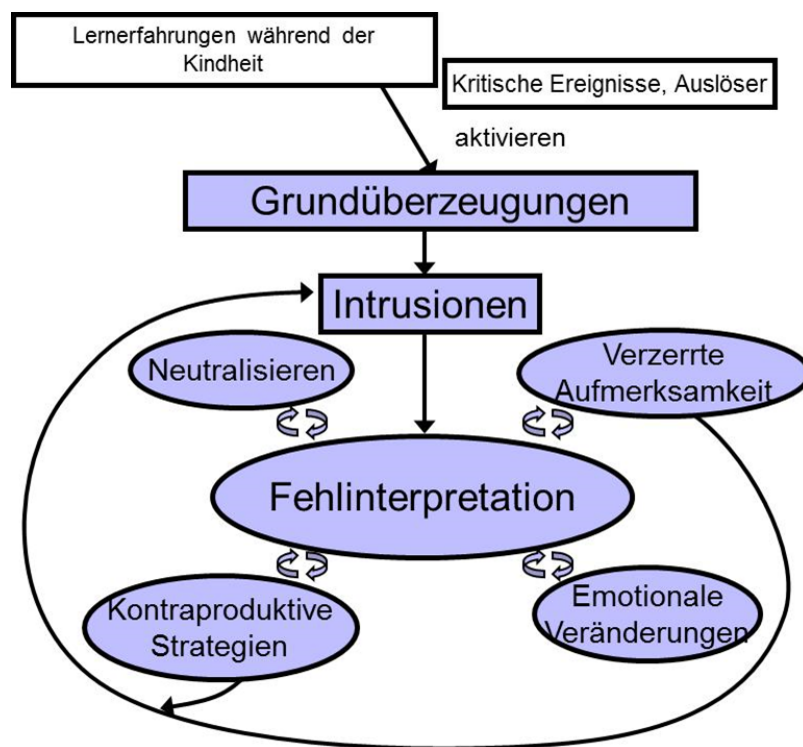 Lernerfahrungen während der
Kindheit
Kritische Ereignisse, Auslöser
aktivieren
Grundüberzeugungen
Intrusionen
Neutralisieren
Verzerrte
Aufmerksamkeit
Fehlinterpretation
Kontraproduktive
Strategien
Emotionale
Veränderungen